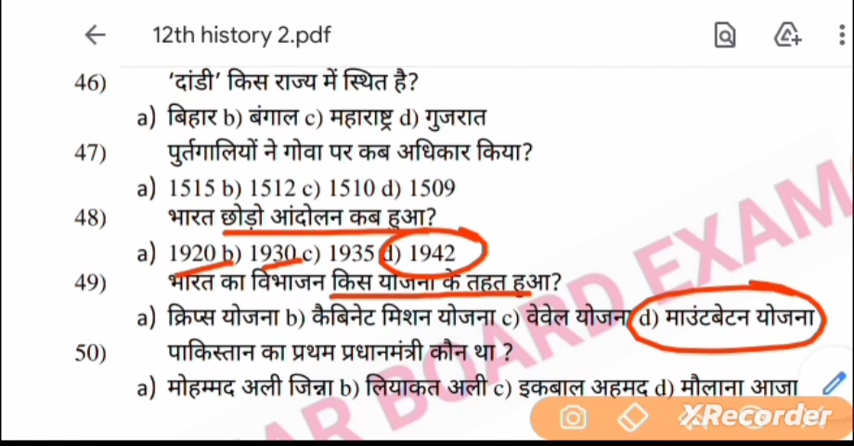 12th history 2.pdf
46) ‘दांडी’ किस राज्य में स्थित है?
a) बिहार b) बंगाल c) महाराष्ट्र d) गुजरात
47) पुर्तगालियों ने गोवा पर कब अधिकार किया?
a) 1515 b) 1512 c) 1510 d) 1509
48) भारत छोड़ो आंदोलन कब हुआ?
a) 1920 b) 1930 c) 1935 d) 1942
49) भारत का विभाजन किस योजना के तहत हुआ?
a) क्रिप्स योजना b) कैबिनेट मिशन योजना c) वेवेल योजना d) माउंटबेटन योजना
50) पाकिस्तान का प्रथम प्रधानमंत्री कौन था ?
a) मोहम्मद अली जिन्ना b) लियाकत अली c) इकबाल अहमद d) मौलाना आजा
AR BOARD EXAM
XRecorder